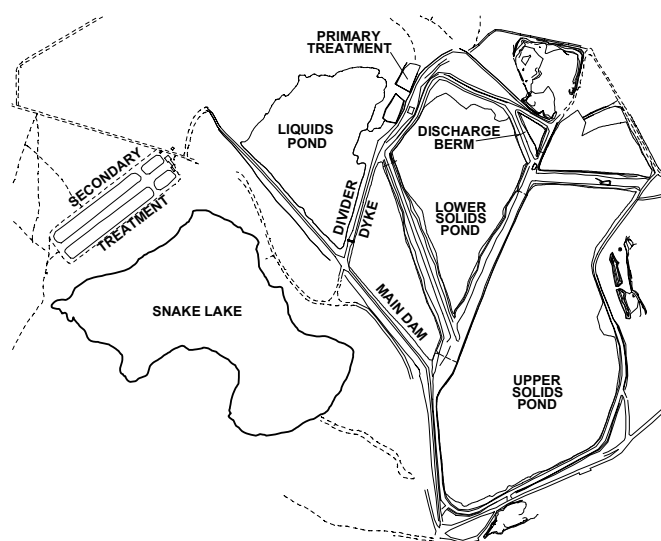 PRIMARY
TREATMENT
LIQUIDS
POND
DISCHARGE
BERM
SECONDARY
TREATMENT
DIVIDER
DYKE
LOWER
SOLIDS
POND
SNAKE LAKE
MAIN DAM
UPPER
SOLIDS
POND